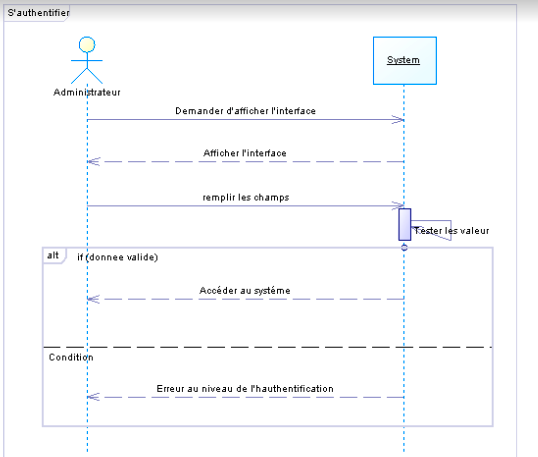 S'authentifier
System
Administrateur
Demander d'afficher l'interface
Afficher l'interface
remplir les champs
Tester les valeur
alt
if (donnee valide)
Accéder au systéme
Condition
Erreur au niveau de l'hauthentification